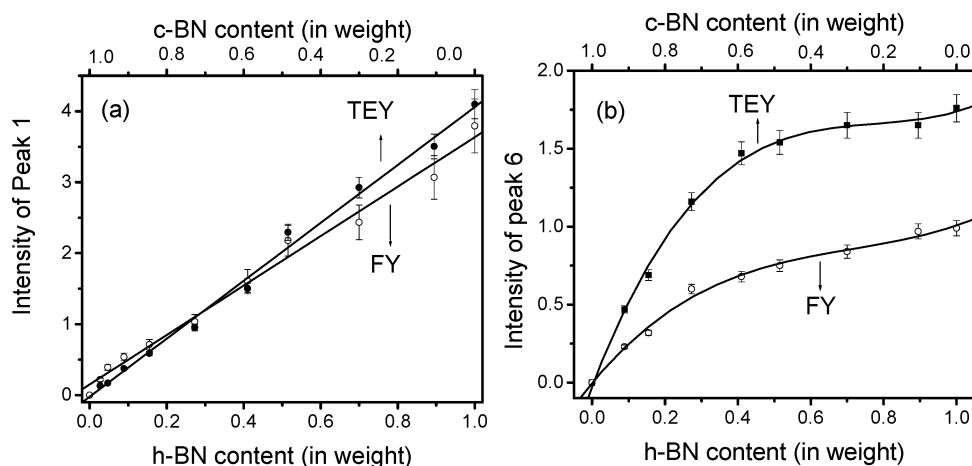 c-BN content (in weight)
1.0 0.8 0.6 0.4 0.2 0.0
(a)
TEY
FY
Intensity of Peak 1
4
3
2
1
0
0.0 0.2 0.4 0.6 0.8 1.0
h-BN content (in weight)
c-BN content (in weight)
1.0 0.8 0.6 0.4 0.2 0.0
(b)
TEY
FY
Intensity of peak 6
2.0
1.5
1.0
0.5
0.0
0.0 0.2 0.4 0.6 0.8 1.0
h-BN content (in weight)